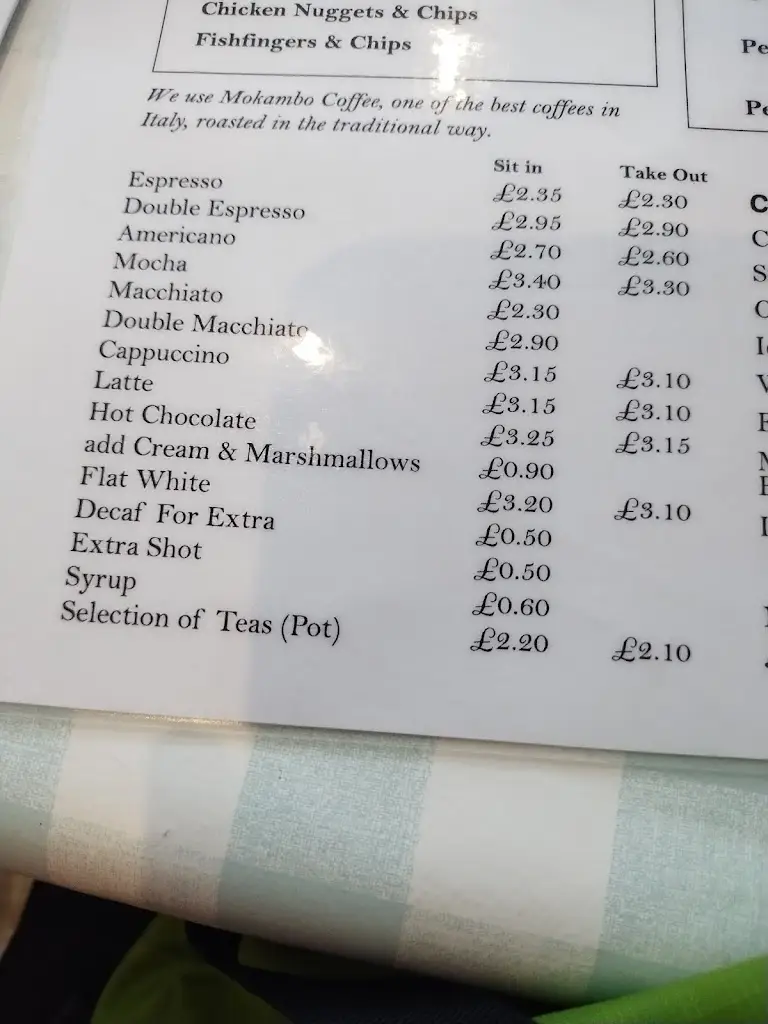 Chicken Nuggets & Chips
Fishfingers & Chips
We use Mokambo Coffee, one of the best coffees in
Italy, roasted in the traditional way.
Sit in Take Out
Espresso £2.35 £2.30
Double Espresso £2.95 £2.90
Americano £2.70 £2.60
Mocha £3.40 £3.30
Macchiato £2.30
Double Macchiato £2.90
Cappuccino £3.15 £3.10
Latte £3.15 £3.10
Hot Chocolate £3.25 £3.15
add Cream & Marshmallows £0.90
Flat White £3.20 £3.10
Decaf For Extra £0.50
Extra Shot £0.50
Syrup £0.60
Selection of Teas (Pot) £2.20 £2.10